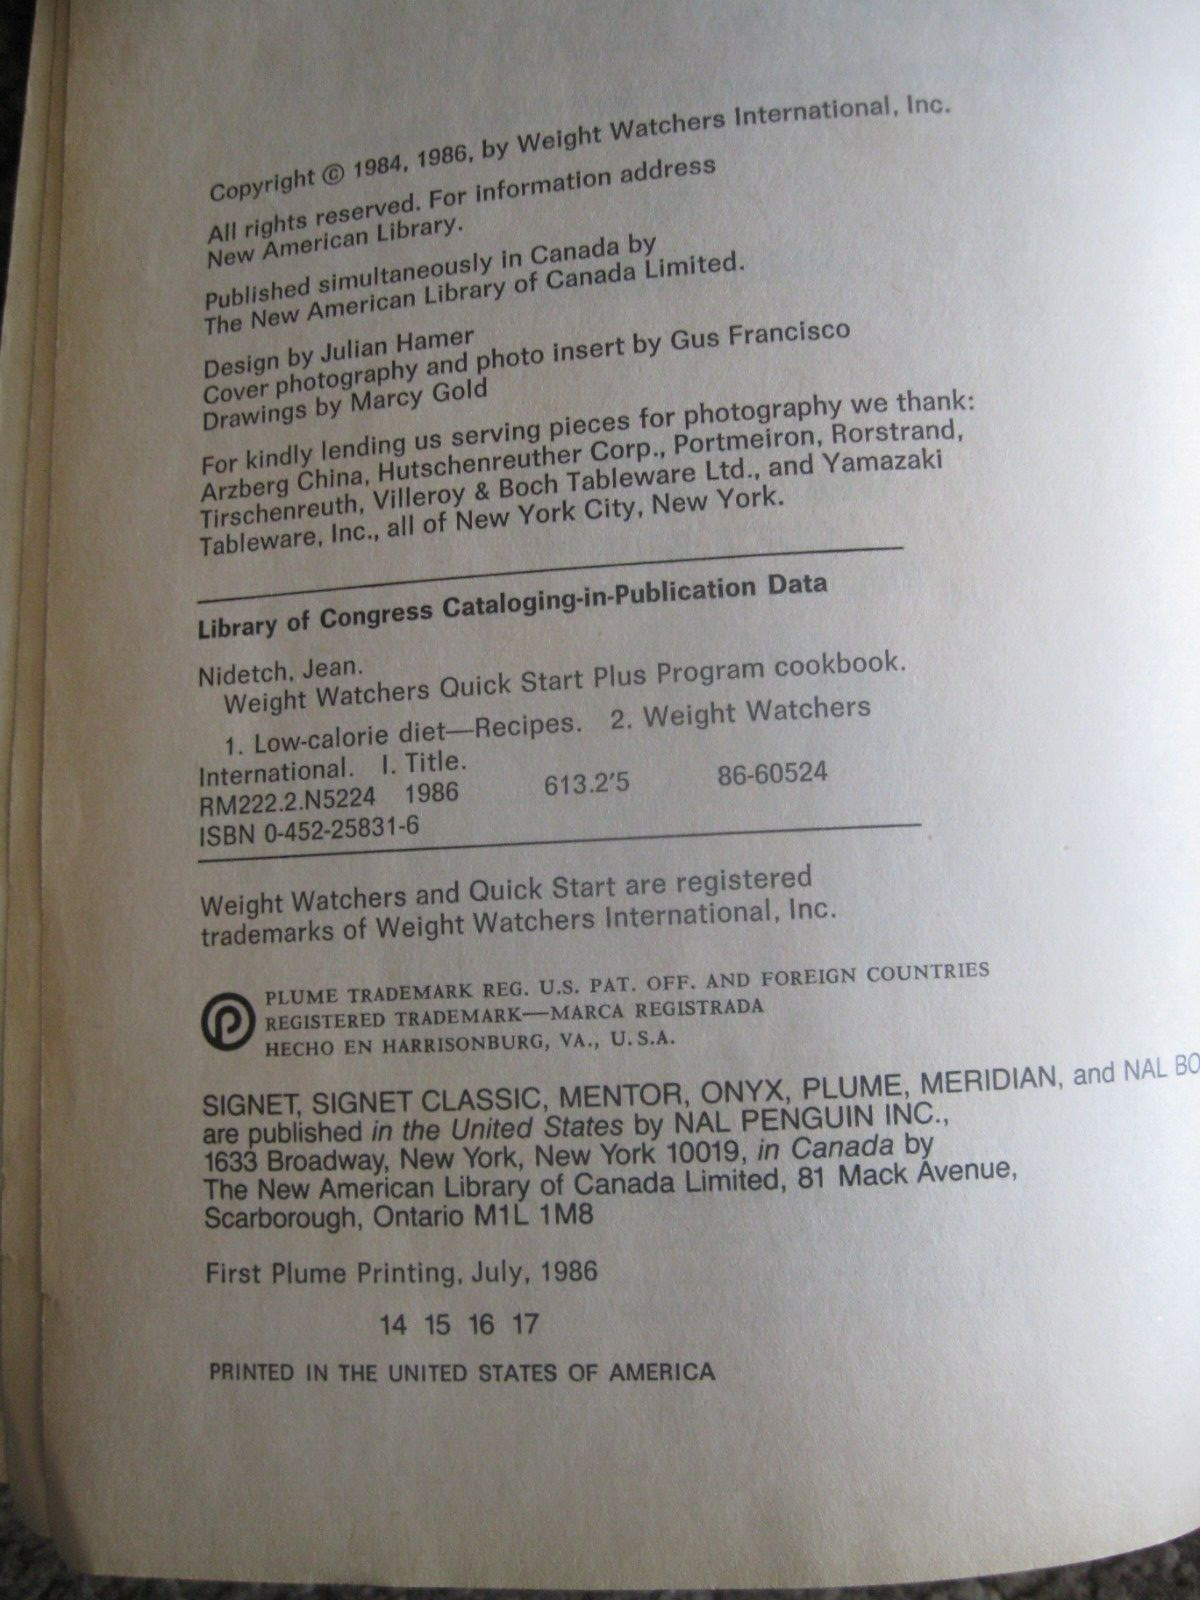 Copyright © 1984, 1986, by Weight Watchers International, Inc.
All rights reserved. For information address
New American Library.
Published simultaneously in Canada by
The New American Library of Canada Limited.
Design by Julian Hamer
Cover photography and photo insert by Gus Francisco
Drawings by Marcy Gold
For kindly lending us serving pieces for photography we thank:
Arzberg China, Hutschenreuther Corp., Portmeiron, Rorstrand,
Tirschenreuth, Villeroy & Boch Tableware Ltd., and Yamazaki
Tableware, Inc., all of New York City, New York.
Library of Congress Cataloging-in-Publication Data
Nidetch, Jean.
Weight Watchers Quick Start Plus Program cookbook.
1. Low-calorie diet—Recipes. 2. Weight Watchers
International. I. Title.
RM222.2.N5224 1986 613.2'5 86-60524
ISBN 0-452-25831-6
Weight Watchers and Quick Start are registered
trademarks of Weight Watchers International, Inc.
PLUME TRADEMARK REG. U.S. PAT. OFF. AND FOREIGN COUNTRIES
REGISTERED TRADEMARK—MARCA REGISTRADA
HECHO EN HARRISONBURG, VA., U.S.A.
SIGNET, SIGNET CLASSIC, MENTOR, ONYX, PLUME, MERIDIAN, and NAL BO
are published in the United States by NAL PENGUIN INC.,
1633 Broadway, New York, New York 10019, in Canada by
The New American Library of Canada Limited, 81 Mack Avenue,
Scarborough, Ontario M1L 1M8
First Plume Printing, July, 1986
14 15 16 17
PRINTED IN THE UNITED STATES OF AMERICA